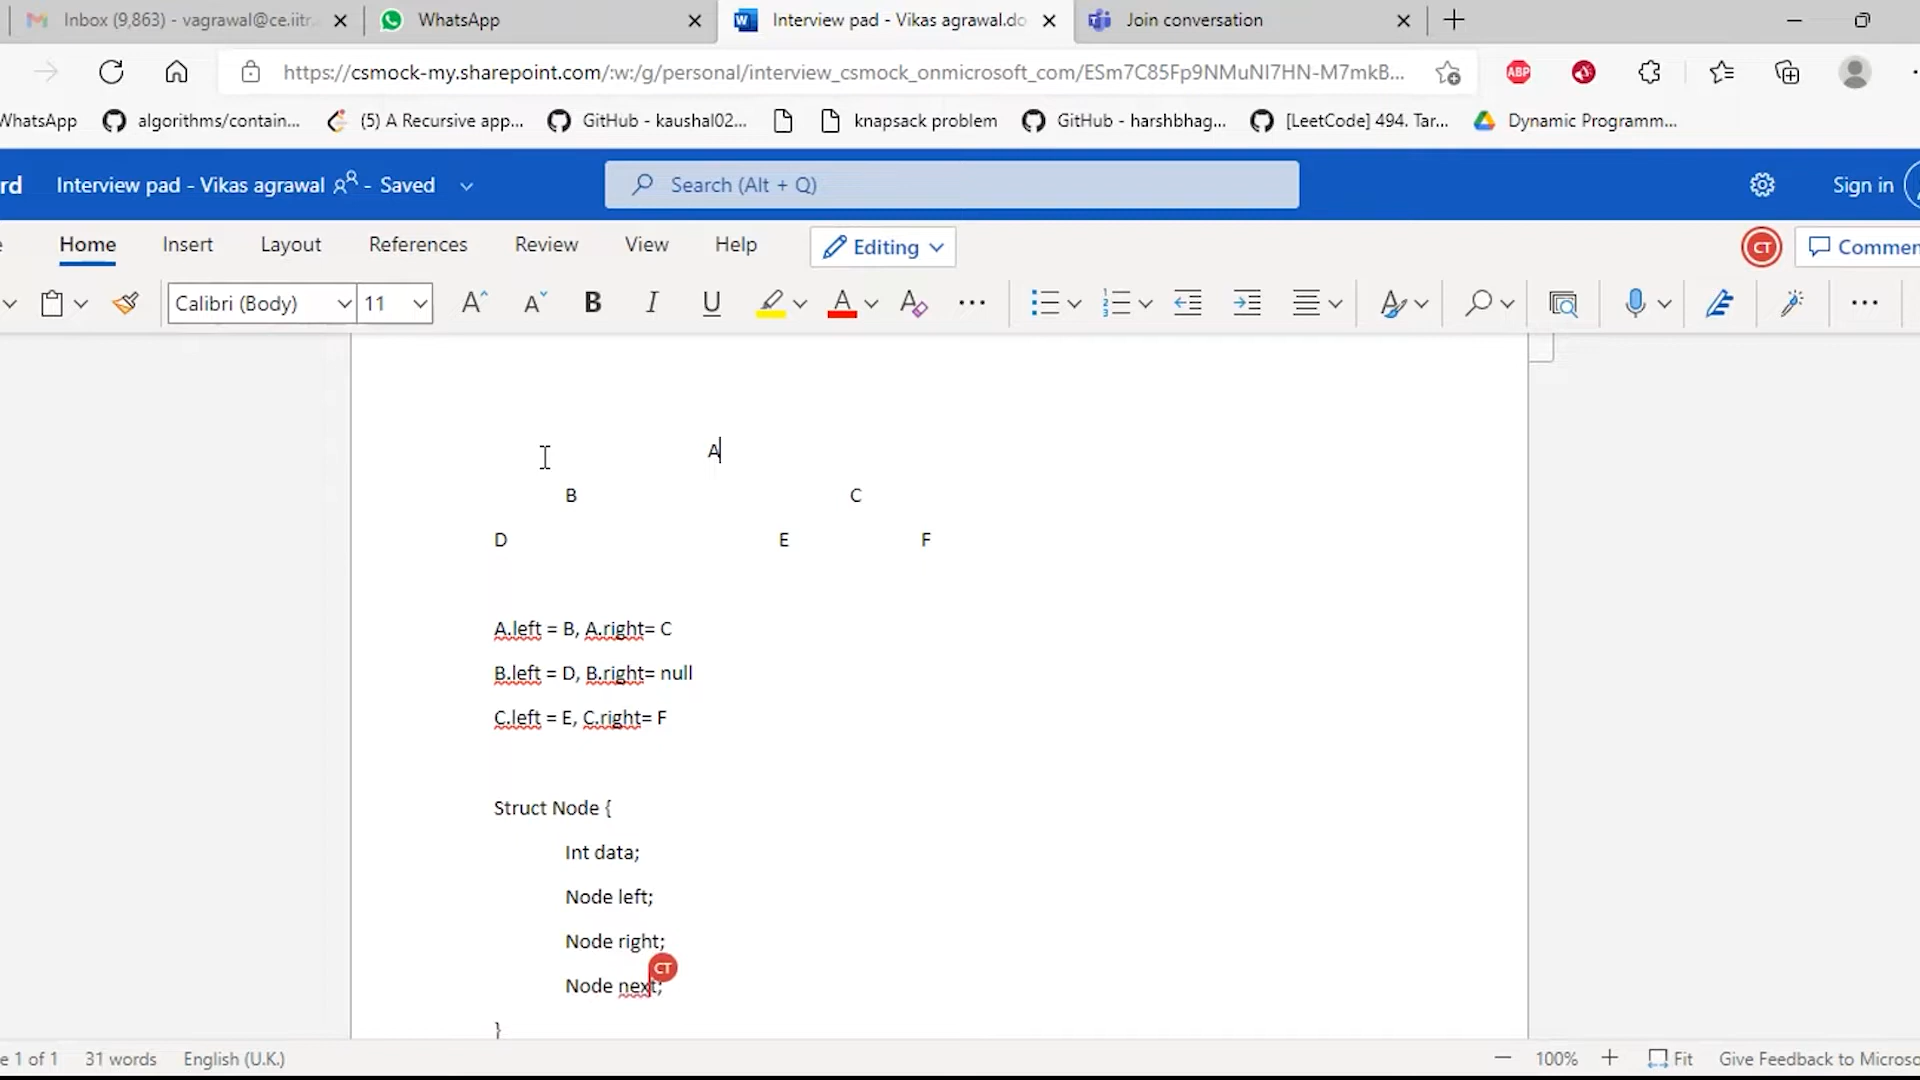 Inbox (9,863) - vagrawal@ce.iitr. WhatsApp Interview pad - Vikas agrawal.do Join conversation
https://csmock-my.sharepoint.com/:w:/g/personal/interview_csmock_onmicrosoft_com/ESm7C85Fp9NMuNI7HN-M7mkB... ABP
WhatsApp algorithms/contain... (5) A Recursive app... GitHub - kaushal02... knapsack problem GitHub - harshbhag... [LeetCode] 494. Tar... Dynamic Programm...
rd Interview pad - Vikas agrawal - Saved Search (Alt + Q) Sign in
e Home Insert Layout References Review View Help Editing CT Commen
Calibri (Body) 11 A A B I U A A ...
A
B C
D E F
A.left = B, A.right= C
B.left = D, B.right= null
C.left = E, C.right= F
Struct Node {
Int data;
Node left;
Node right;
CT
Node next;
}
e 1 of 1 31 words English (U.K.) 100% Fit Give Feedback to Microso